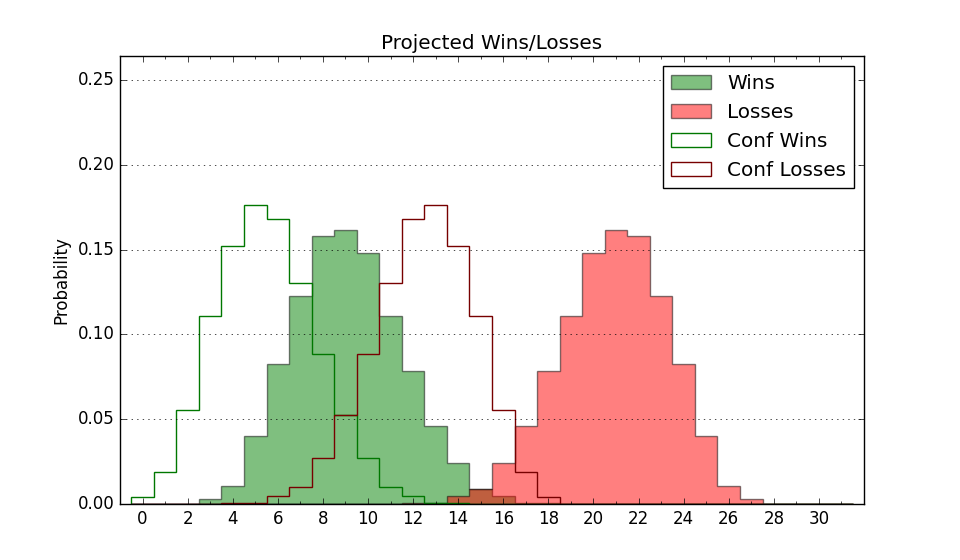 Projected Wins/Losses
Wins
Losses
Conf Wins
Conf Losses
Probability
0.25
0.20
0.15
0.10
0.05
0.00
0 2 4 6 8 10 12 14 16 18 20 22 24 26 28 30